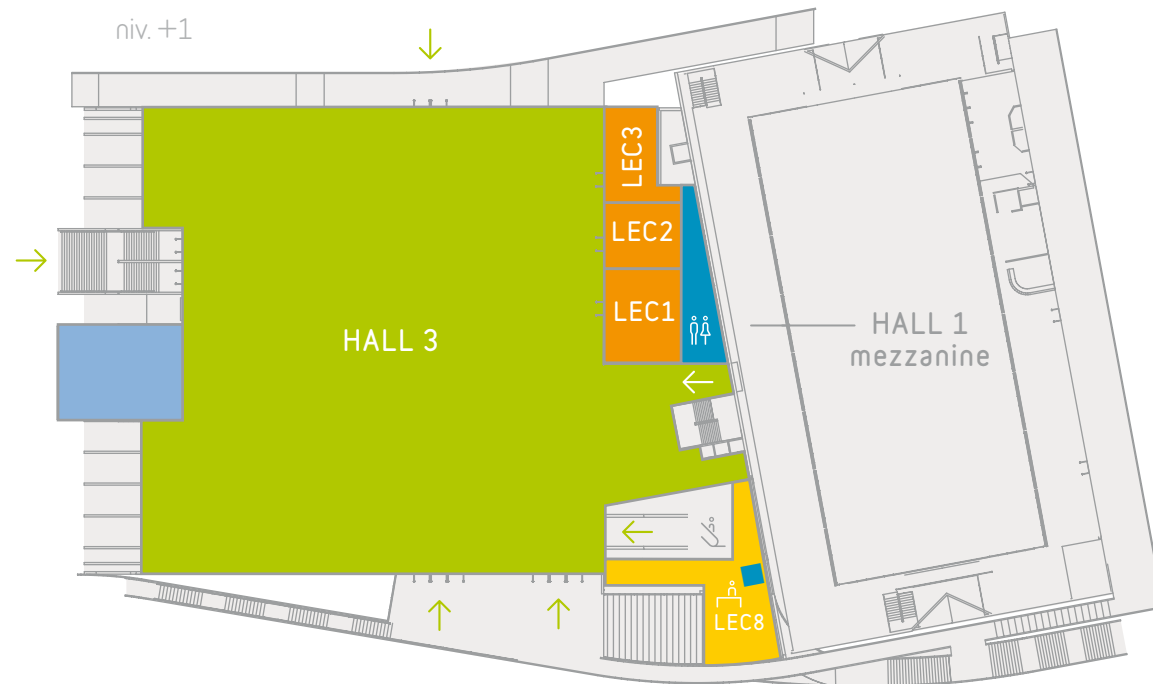 niv. +1
LEC3
LEC2
LEC1
HALL 3
HALL 1
mezzanine
LEC8